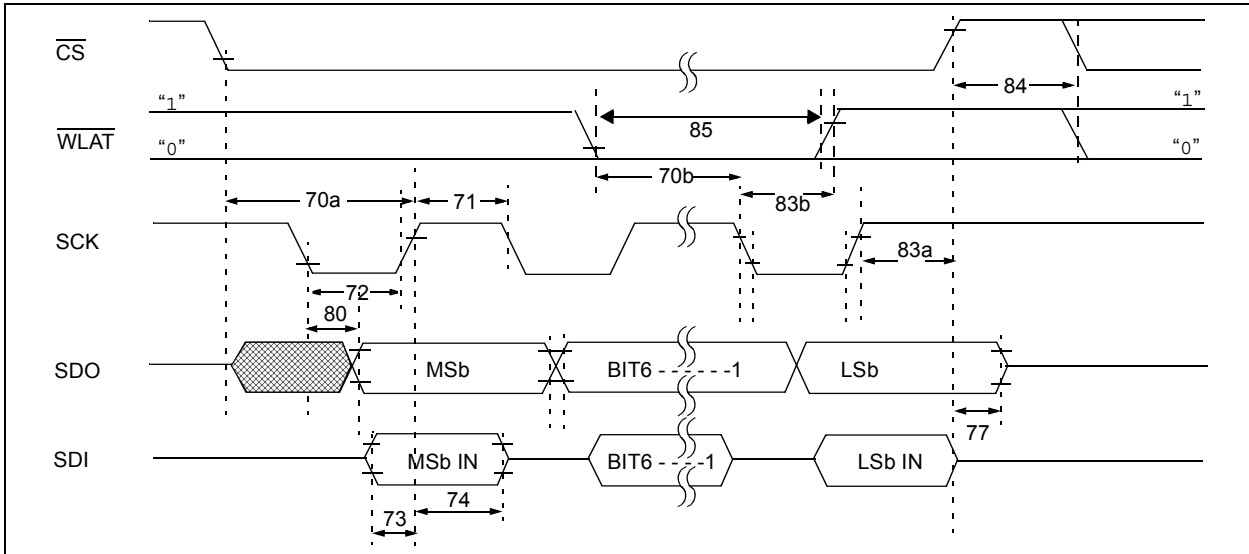 CS
84
“1” “1”
85
WLAT “0” “0”
70b
70a 71 83b
SCK
83a
72
80
SDO MSb BIT6 - - - - - -1 LSb
77
SDI MSb IN BIT6 - - - - -1 LSb IN
74
73